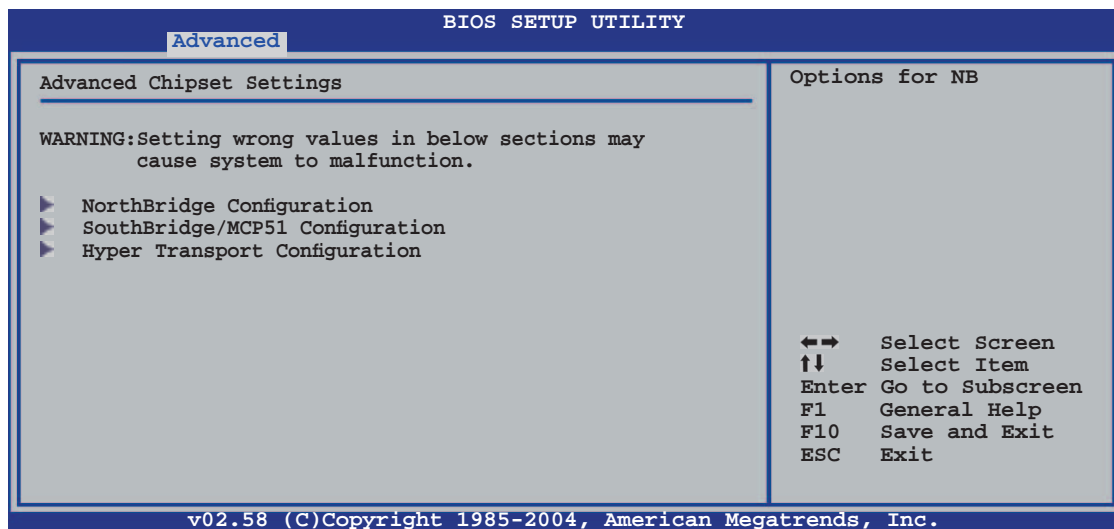 BIOS SETUP UTILITY
Advanced
Advanced Chipset Settings
WARNING:Setting wrong values in below sections may
cause system to malfunction.
NorthBridge Configuration
SouthBridge/MCP51 Configuration
Hyper Transport Configuration
Options for NB
←→ Select Screen
↑↓ Select Item
Enter Go to Subscreen
F1 General Help
F10 Save and Exit
ESC Exit
v02.58 (C)Copyright 1985-2004, American Megatrends, Inc.